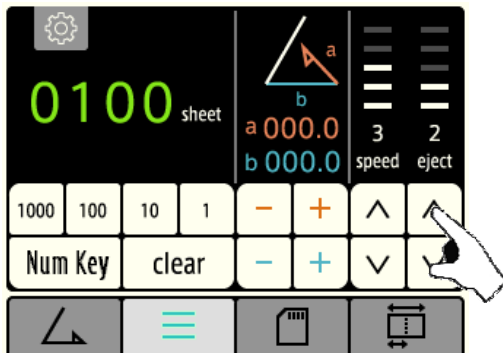 a
b
0100 sheet
a 000.0
b 000.0
3 2
speed eject
1000 100 10 1 − +
Num Key clear − +